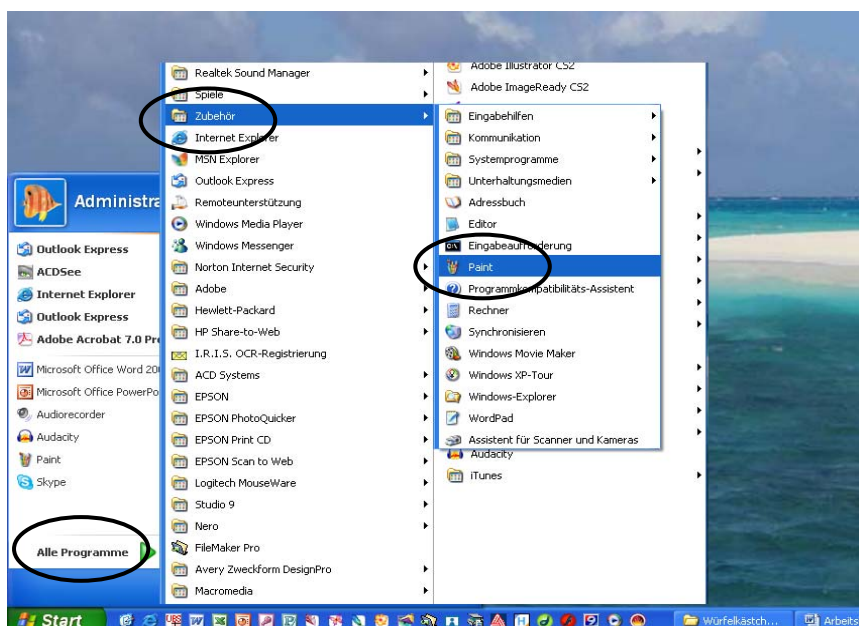 Administra
Outlook Express
ACDSee
Internet Explorer
Outlook Express
Adobe Acrobat 7.0 Pr
Microsoft Office Word 20
Microsoft Office PowerPo
Audiorecorder
Audacity
Paint
Skype
Alle Programme
Realtek Sound Manager
Spiele
Zubehör
Internet Explorer
MSN Explorer
Outlook Express
Remoteunterstützung
Windows Media Player
Windows Messenger
Norton Internet Security
Adobe
Hewlett-Packard
HP Share-to-Web
I.R.I.S. OCR-Registrierung
ACD Systems
EPSON
EPSON PhotoQuicker
EPSON Print CD
EPSON Scan to Web
Logitech MouseWare
Studio 9
Nero
FileMaker Pro
Avery Zweckform DesignPro
Macromedia
Adobe Illustrator CS2
Adobe ImageReady CS2
Eingabehilfen
Kommunikation
Systemprogramme
Unterhaltungsmedien
Adressbuch
Editor
Eingabeaufforderung
Paint
Programmkompatibilitäts-Assistent
Rechner
Synchronisieren
Windows Movie Maker
Windows XP-Tour
Windows-Explorer
WordPad
Assistent für Scanner und Kameras
Audacity
iTunes
Start
Würfelkästch...
Arbeits